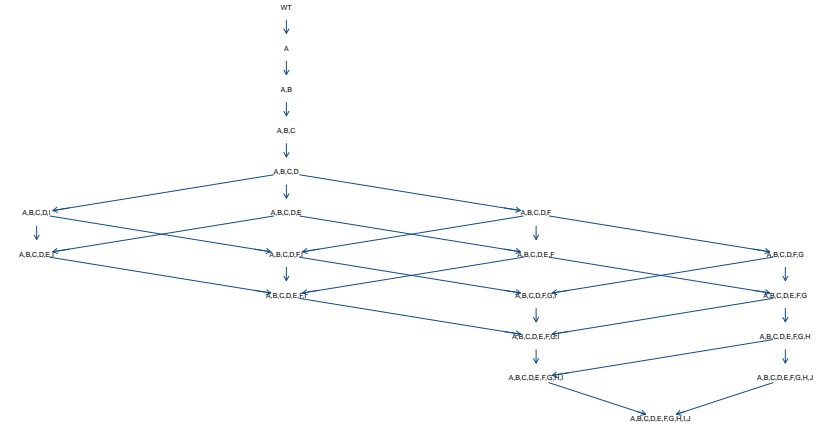 WT
A
A,B
A,B,C
A,B,C,D
A,B,C,D,I
A,B,C,D,E
A,B,C,D,F
A,B,C,D,E,I
A,B,C,D,F,I
A,B,C,D,E,F
A,B,C,D,F,G
A,B,C,D,E,F,I
A,B,C,D,F,G,I
A,B,C,D,E,F,G
A,B,C,D,E,F,G,I
A,B,C,D,E,F,G,H
A,B,C,D,E,F,G,H,I
A,B,C,D,E,F,G,H,J
A,B,C,D,E,F,G,H,I,J